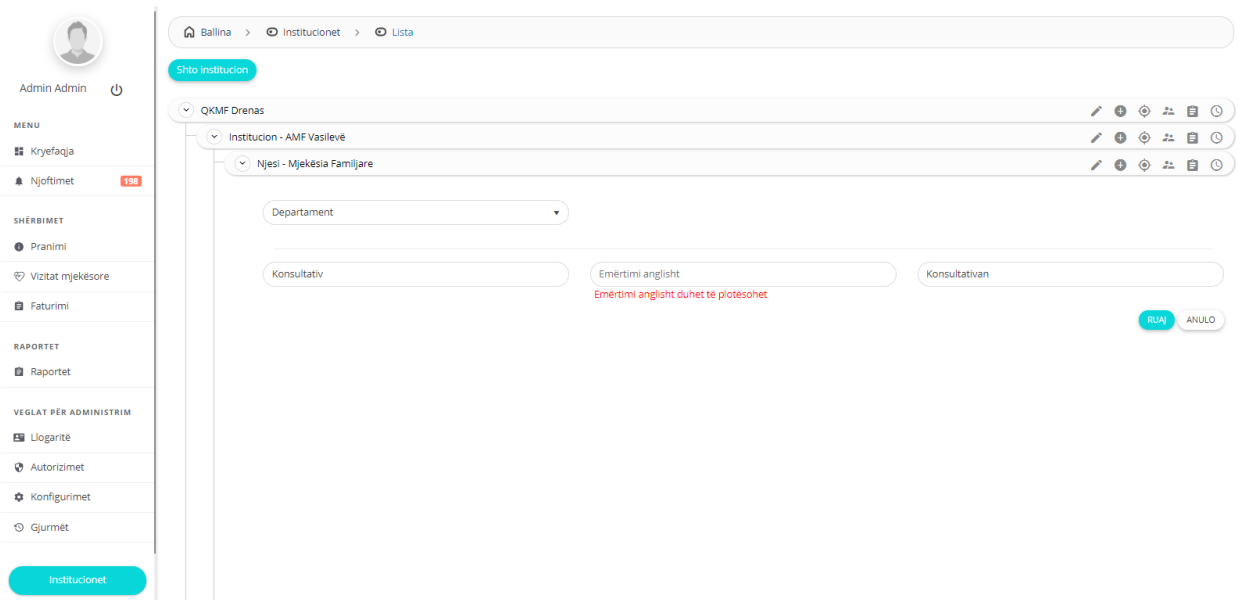 Admin Admin
MENU
Kryefaqja
Njoftimet 198
SHËRBIMET
Pranimi
Vizitat mjekësore
Faturimi
RAPORTET
Raportet
VEGLAT PËR ADMINISTRIM
Llogaritë
Autorizimet
Konfigurimet
Gjurmët
Institucionet
Ballina > Institucionet > Lista
Shto institucion
QKMF Drenas
Institucion - AMF Vasilevë
Njesi - Mjekësia Familjare
Departament
Konsultativ Emërtimi anglisht Konsultativan
Emërtimi anglisht duhet të plotësohet
RUAJ ANULO